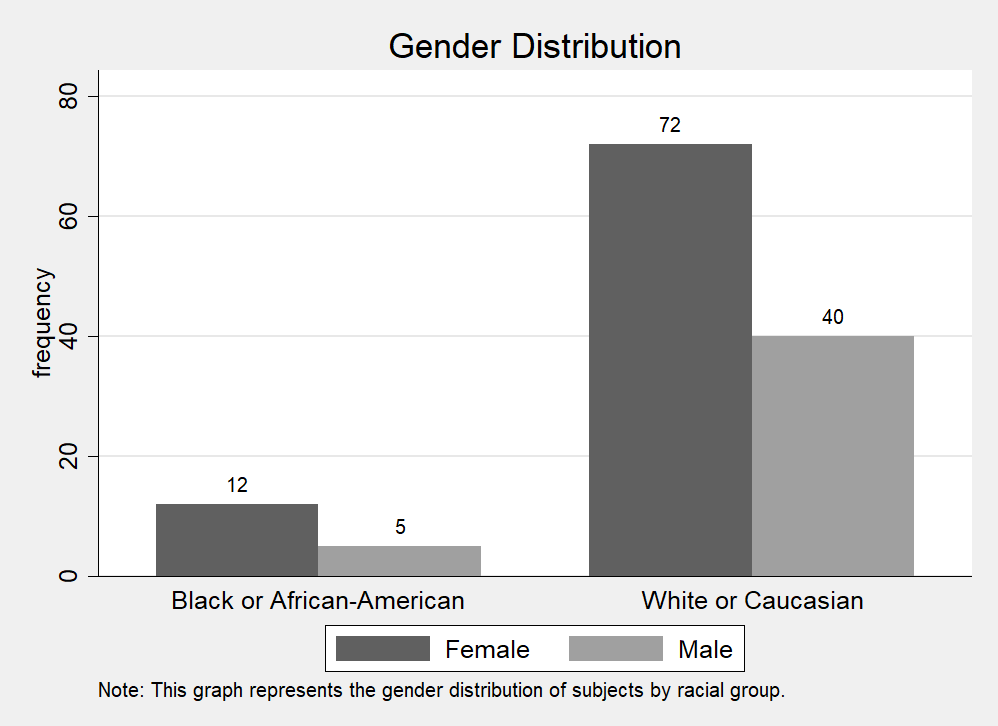 Gender Distribution
frequency
80
60
40
20
0
72
40
12
5
Black or African-American
White or Caucasian
Female
Male
Note: This graph represents the gender distribution of subjects by racial group.